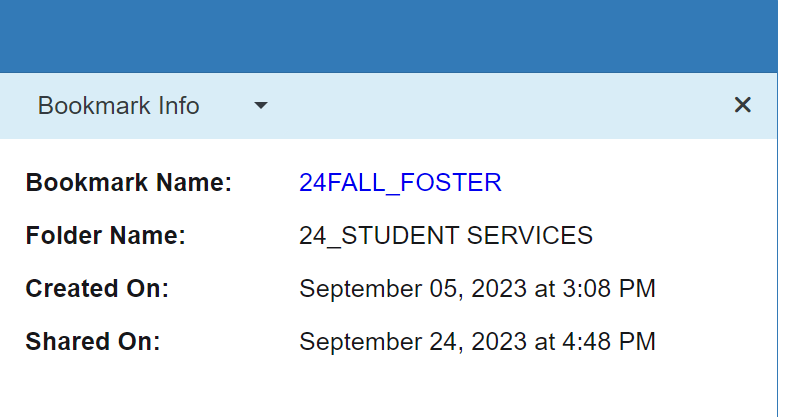 Bookmark Info
Bookmark Name: 24FALL_FOSTER
Folder Name: 24_STUDENT SERVICES
Created On: September 05, 2023 at 3:08 PM
Shared On: September 24, 2023 at 4:48 PM